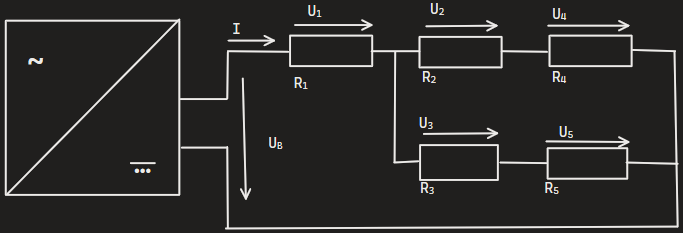 U₁
U₂
U₄
I
~
R₁
R₂
R₄
U_B
U₃
U₅
R₃
R₅